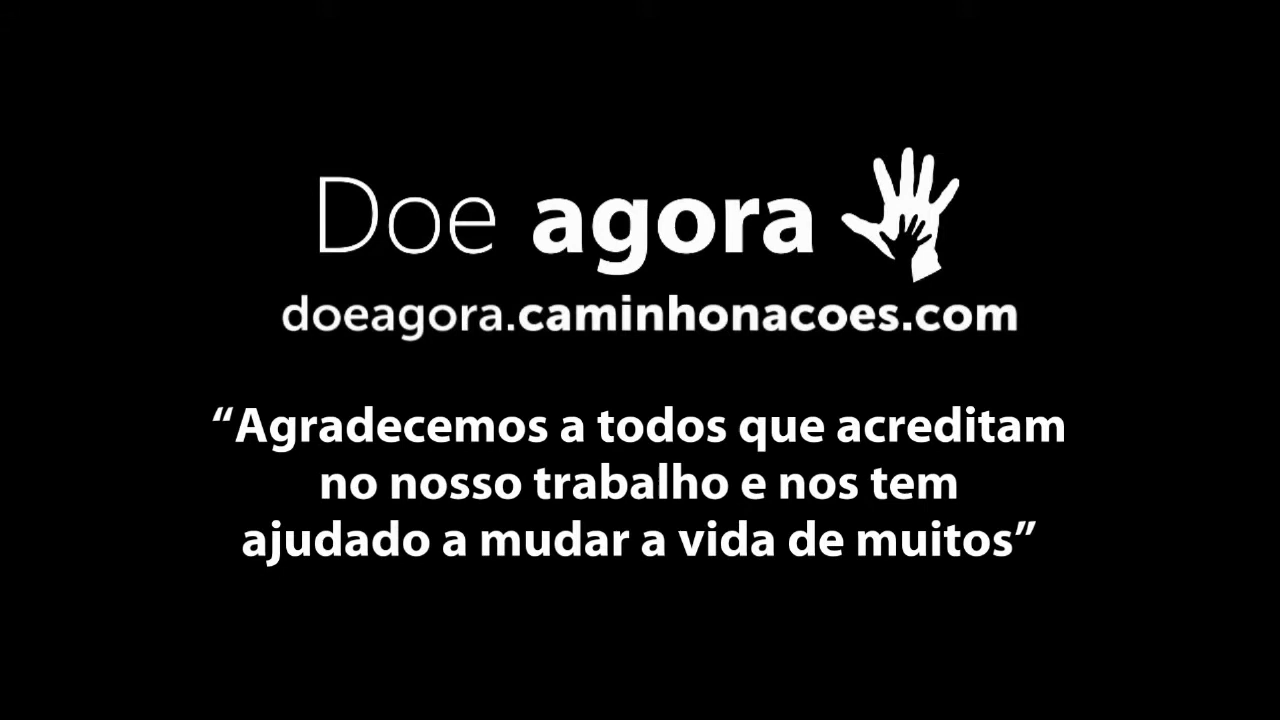 Doe agora
doeagora.caminhonacoes.com
“Agradecemos a todos que acreditam
no nosso trabalho e nos tem
ajudado a mudar a vida de muitos”